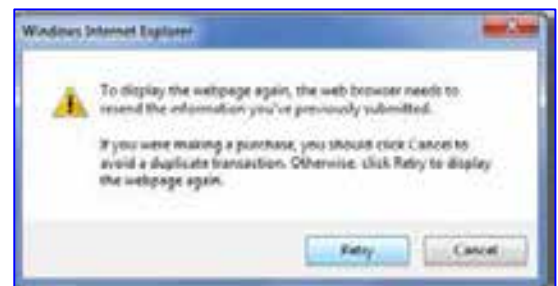 Windows Internet Explorer
To display the webpage again, the web browser needs to
resend the information you've previously submitted.
If you were making a purchase, you should click Cancel to
avoid a duplicate transaction. Otherwise, click Retry to display
the webpage again.
Retry
Cancel